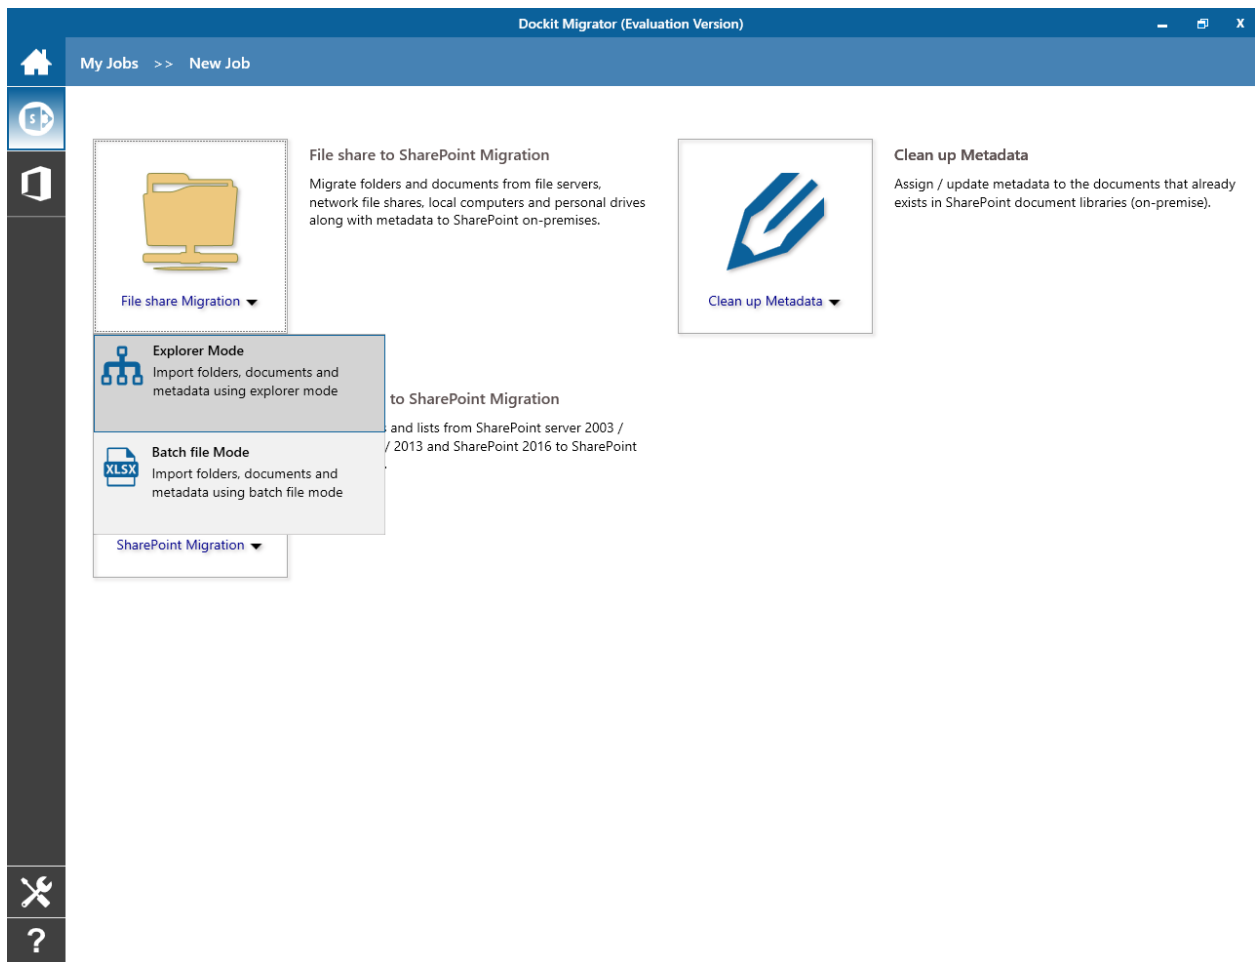 Dockit Migrator (Evaluation Version)
X
My Jobs >> New Job
S
File share to SharePoint Migration
Migrate folders and documents from file servers,
network file shares, local computers and personal drives
along with metadata to SharePoint on-premises.
File share Migration
Clean up Metadata
Assign / update metadata to the documents that already
exists in SharePoint document libraries (on-premise).
Clean up Metadata
Explorer Mode
Import folders, documents and
metadata using explorer mode
XLSX
Batch file Mode
Import folders, documents and
metadata using batch file mode
to SharePoint Migration
and lists from SharePoint server 2003 /
/ 2013 and SharePoint 2016 to SharePoint
SharePoint Migration
?